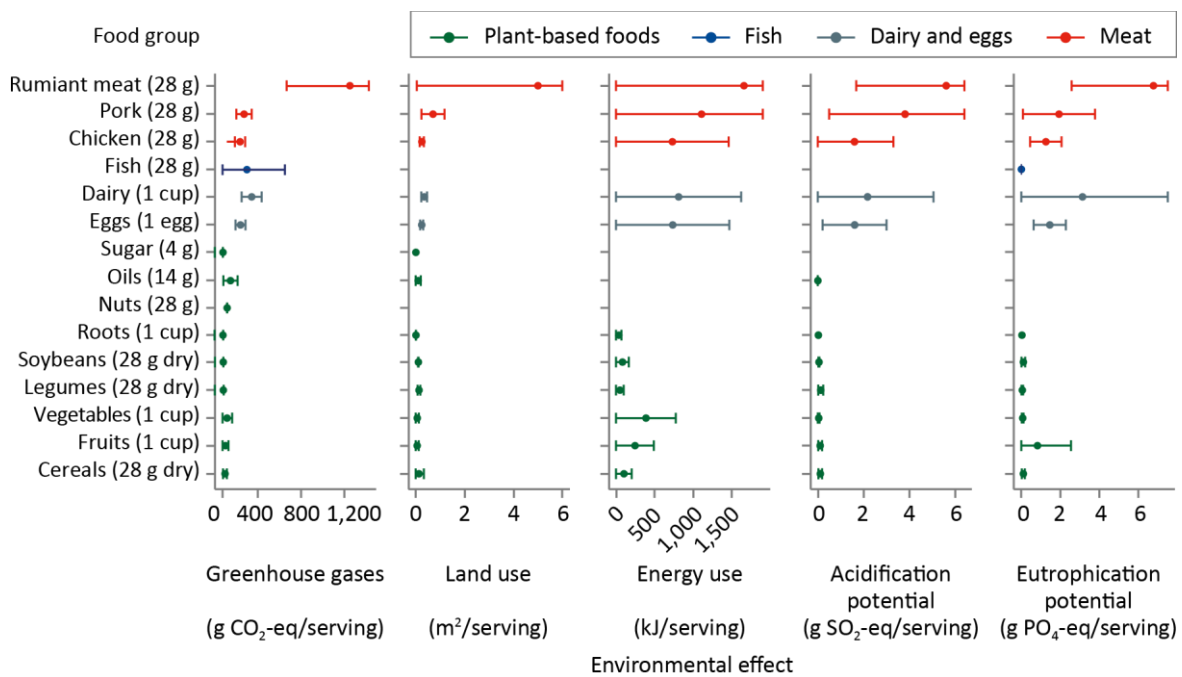 Food group
Plant-based foods
Fish
Dairy and eggs
Meat
Rumiant meat (28 g)
Pork (28 g)
Chicken (28 g)
Fish (28 g)
Dairy (1 cup)
Eggs (1 egg)
Sugar (4 g)
Oils (14 g)
Nuts (28 g)
Roots (1 cup)
Soybeans (28 g dry)
Legumes (28 g dry)
Vegetables (1 cup)
Fruits (1 cup)
Cereals (28 g dry)
0 400 800 1,200
0 2 4 6
0 500 1,000 1,500
0 2 4 6
0 2 4 6
Greenhouse gases
(g CO₂-eq/serving)
Land use
(m²/serving)
Energy use
(kJ/serving)
Acidification
potential
(g SO₂-eq/serving)
Eutrophication
potential
(g PO₄-eq/serving)
Environmental effect